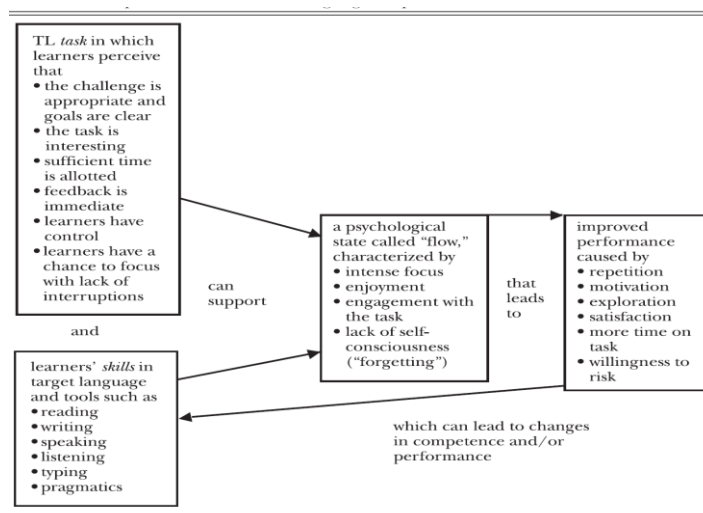 TL task in which
learners perceive
that
• the challenge is
appropriate and
goals are clear
• the task is
interesting
• sufficient time
is allotted
• feedback is
immediate
• learners have
control
• learners have a
chance to focus
with lack of
interruptions
and
learners' skills in
target language
and tools such as
• reading
• writing
• speaking
• listening
• typing
• pragmatics
can
support
a psychological
state called “flow,”
characterized by
• intense focus
• enjoyment
• engagement with
the task
• lack of self-
consciousness
(“forgetting”)
that
leads
to
improved
performance
caused by
• repetition
• motivation
• exploration
• satisfaction
• more time on
task
• willingness to
risk
which can lead to changes
in competence and/or
performance